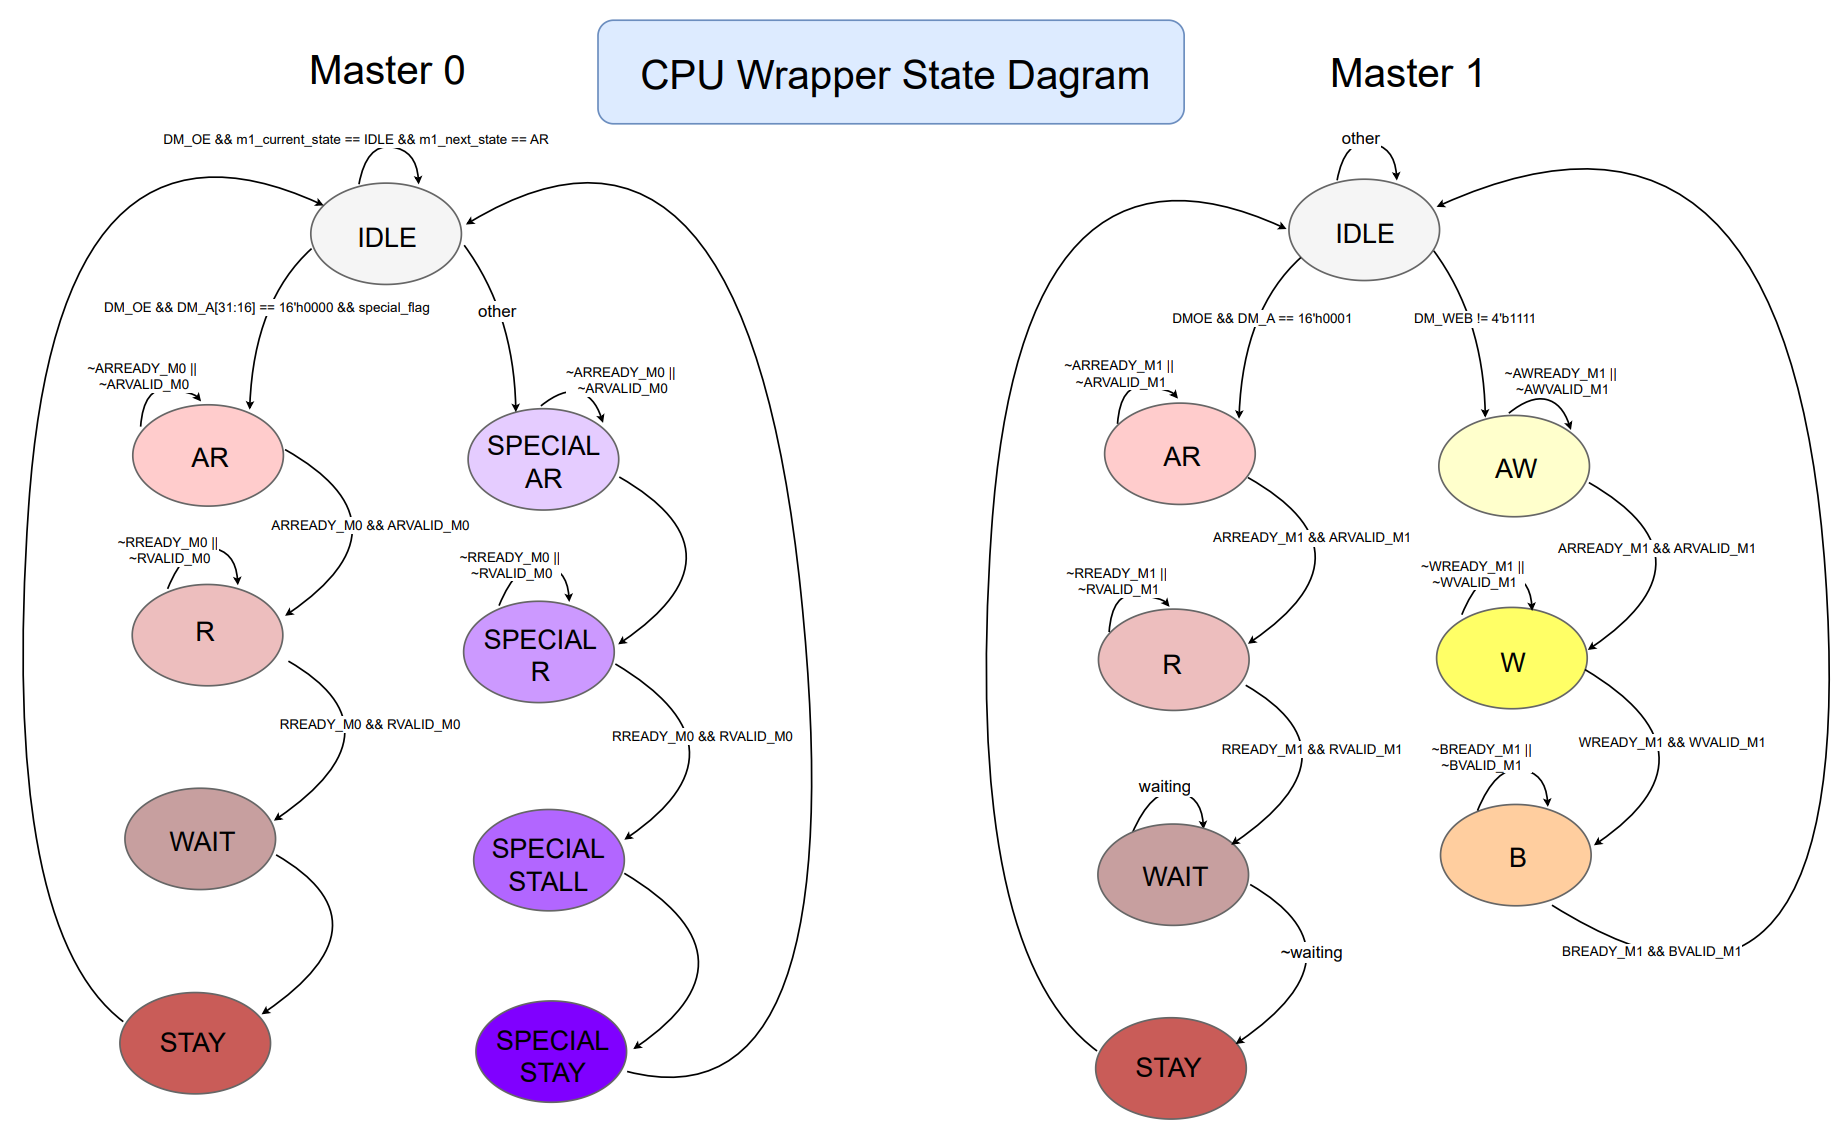 CPU Wrapper State Dagram
Master 0
DM_OE && m1_current_state == IDLE && m1_next_state == AR
IDLE
DM_OE && DM_A[31:16] == 16'h0000 && special_flag
other
~ARREADY_M0 ||
~ARVALID_M0
AR
ARREADY_M0 && ARVALID_M0
~RREADY_M0 ||
~RVALID_M0
R
RREADY_M0 && RVALID_M0
WAIT
STAY
~ARREADY_M0 ||
~ARVALID_M0
SPECIAL
AR
~RREADY_M0 ||
~RVALID_M0
SPECIAL
R
RREADY_M0 && RVALID_M0
SPECIAL
STALL
SPECIAL
STAY
Master 1
other
IDLE
DMOE && DM_A == 16'h0001
DM_WEB != 4'b1111
~ARREADY_M1 ||
~ARVALID_M1
AR
ARREADY_M1 && ARVALID_M1
~RREADY_M1 ||
~RVALID_M1
R
RREADY_M1 && RVALID_M1
waiting
WAIT
~waiting
STAY
~AWREADY_M1 ||
~AWVALID_M1
AW
ARREADY_M1 && ARVALID_M1
~WREADY_M1 ||
~WVALID_M1
W
WREADY_M1 && WVALID_M1
~BREADY_M1 ||
~BVALID_M1
B
BREADY_M1 && BVALID_M1